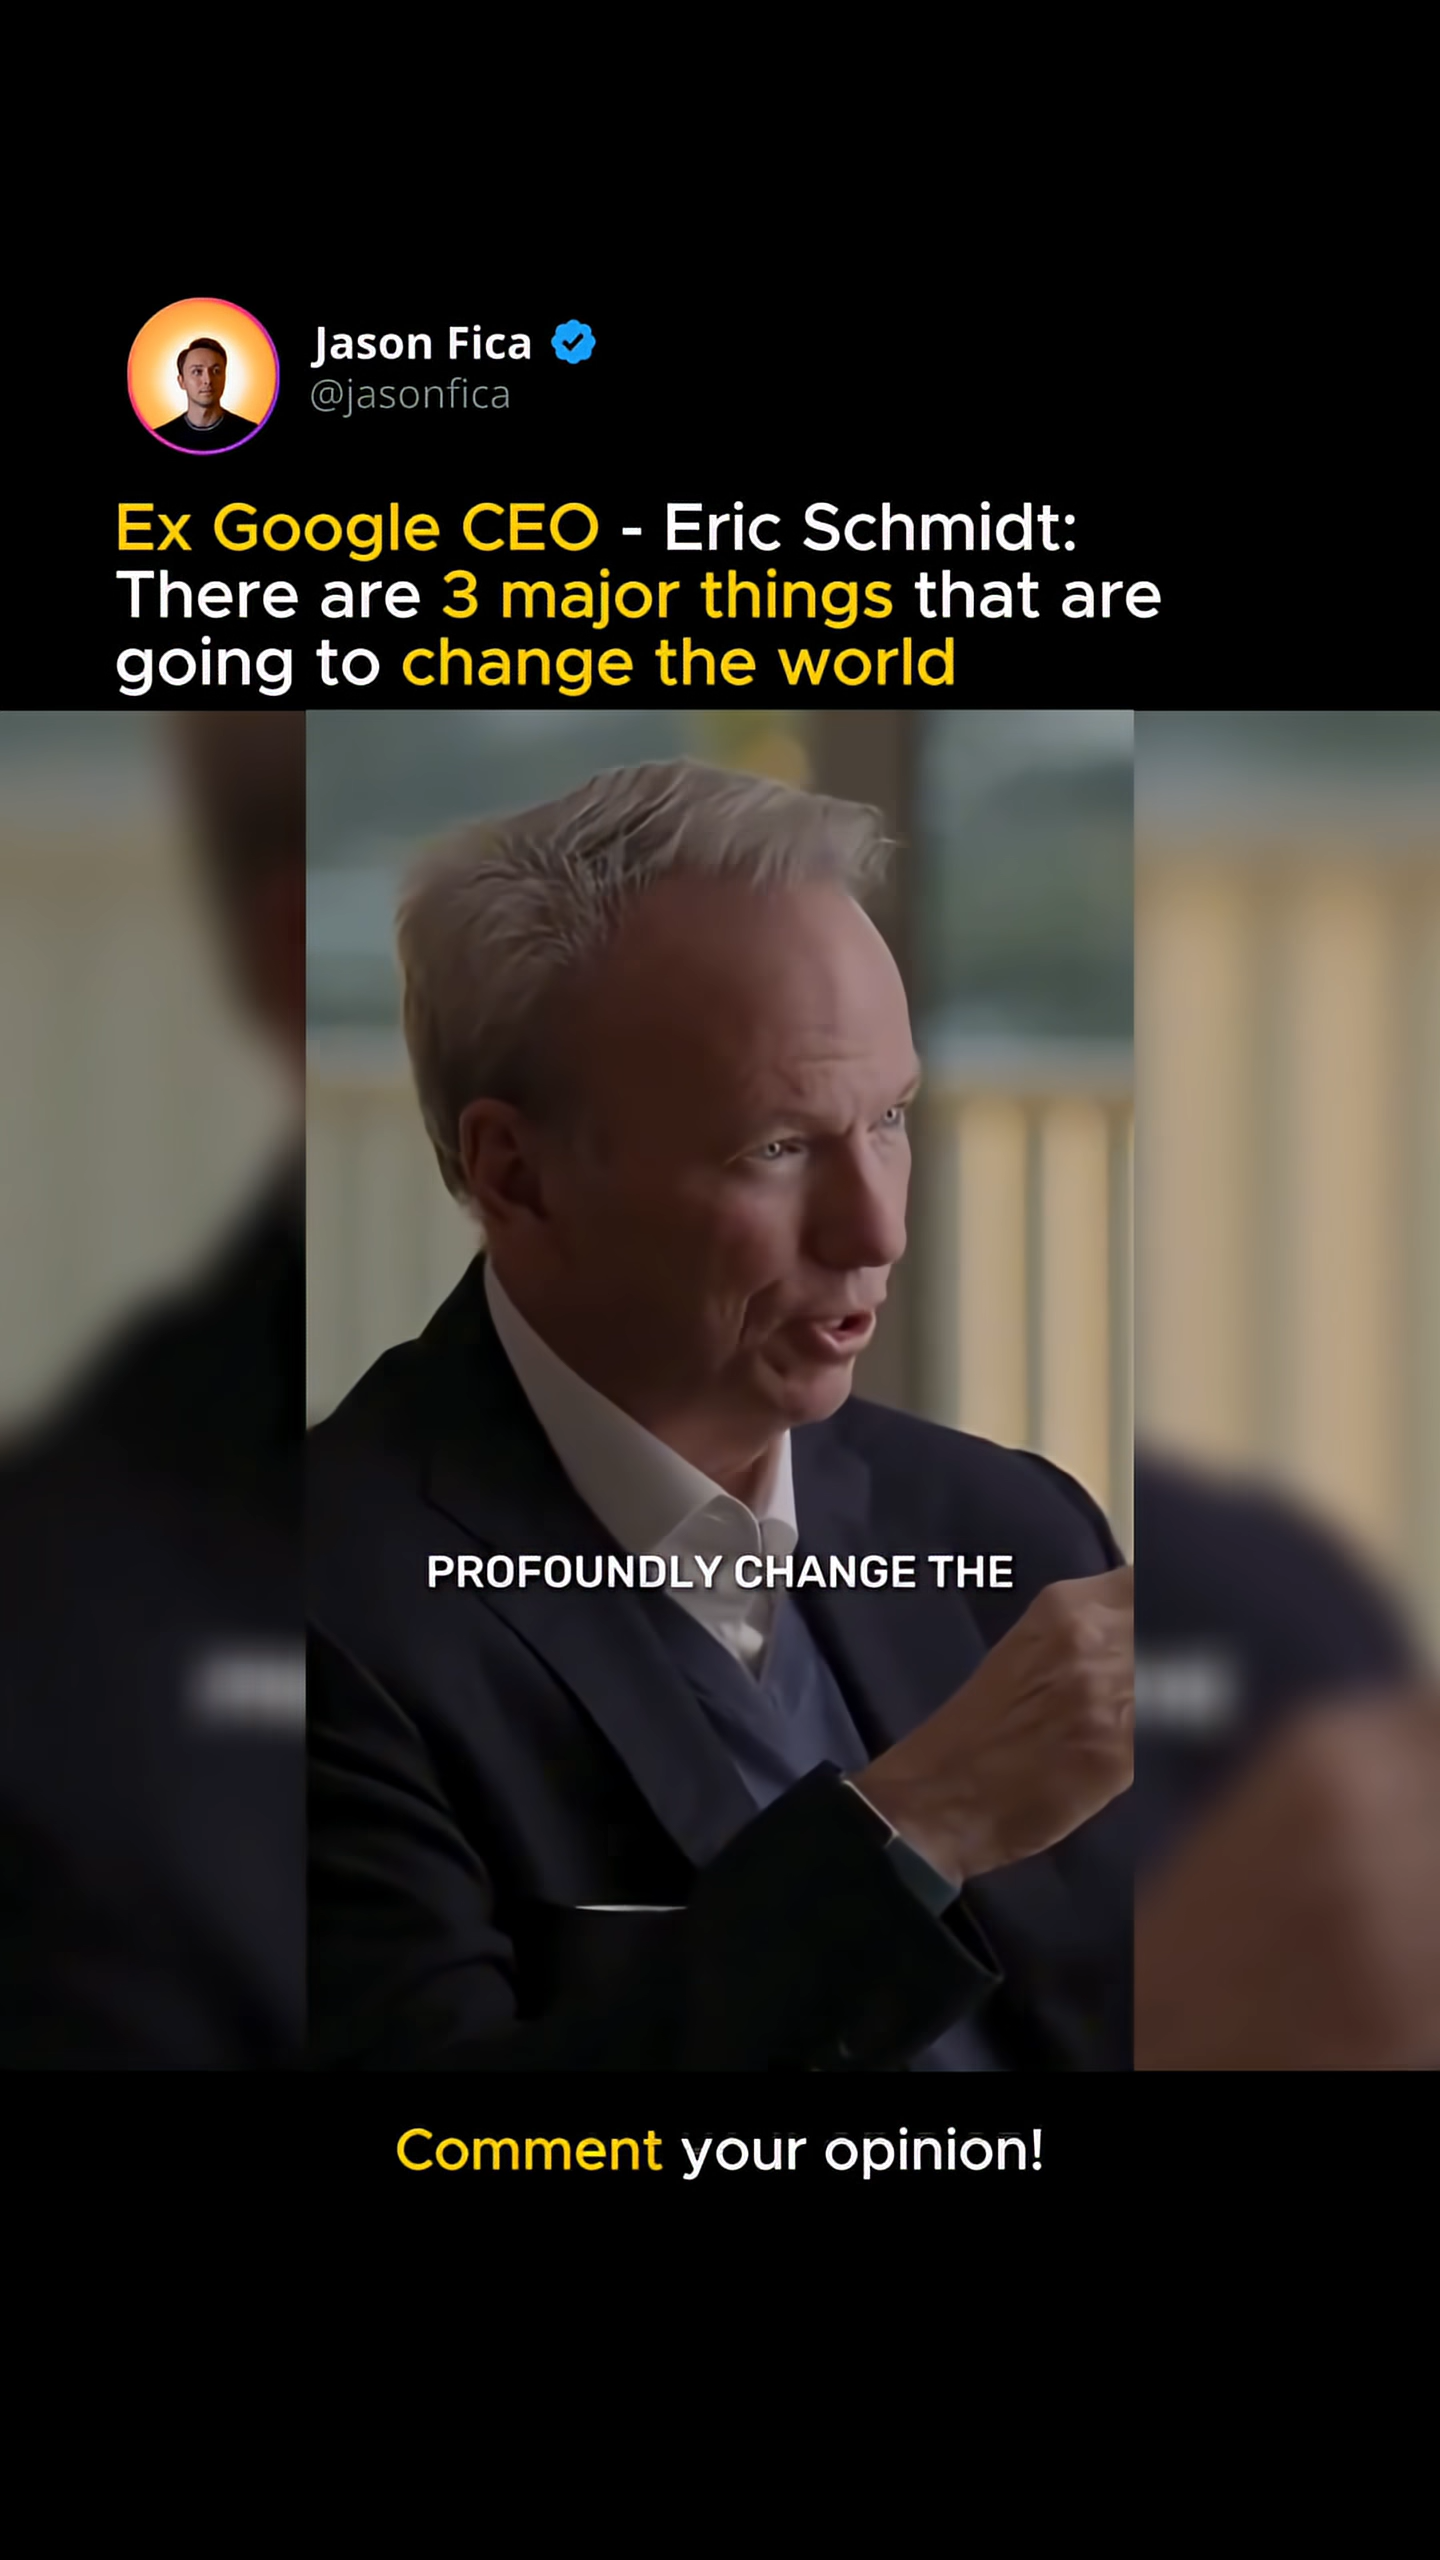 Jason Fica
@jasonfica
Ex Google CEO - Eric Schmidt:
There are 3 major things that are
going to change the world
PROFOUNDLY CHANGE THE
Comment your opinion!